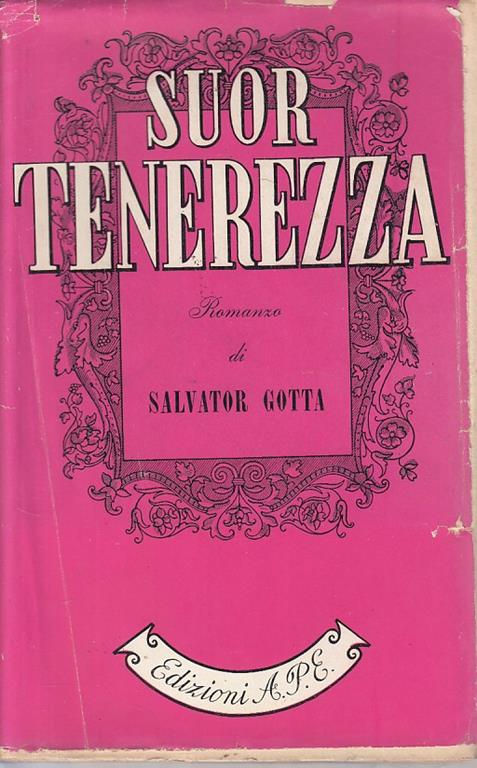 SUOR
TENEREZZA
Romanzo
di
SALVATOR GOTTA
Edizioni A.P.E.